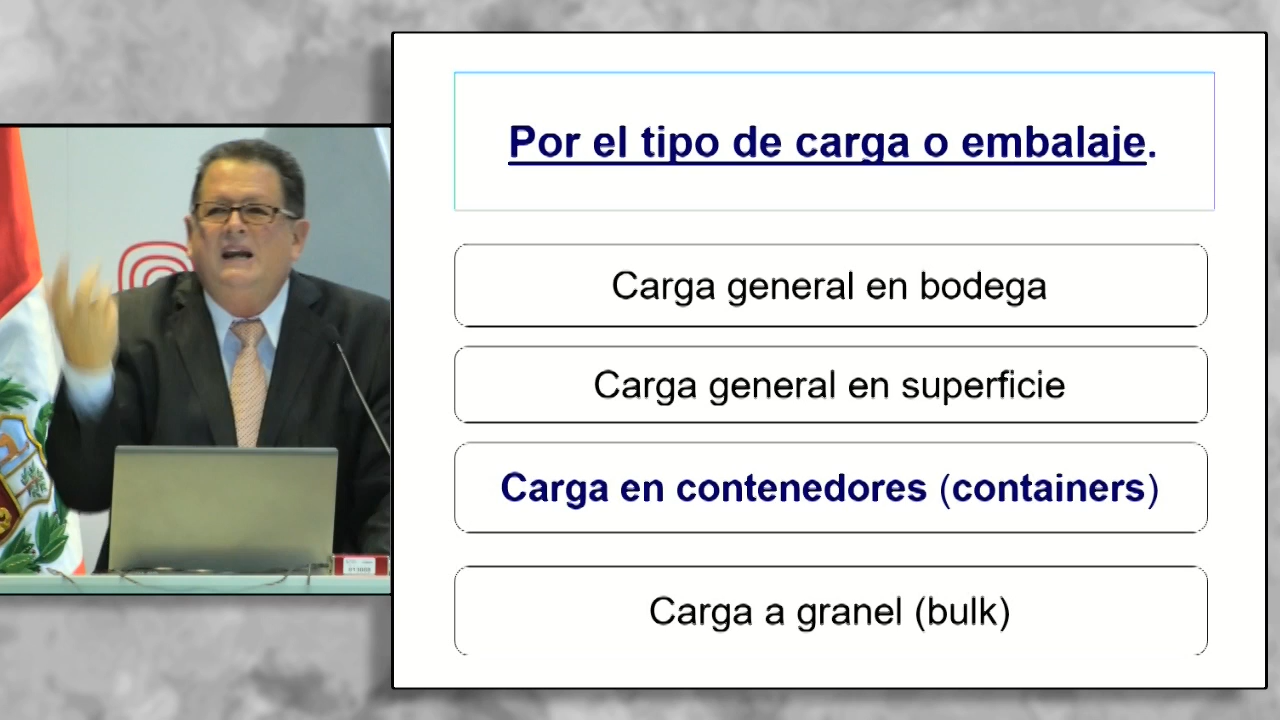 Por el tipo de carga o embalaje.
Carga general en bodega
Carga general en superficie
Carga en contenedores (containers)
Carga a granel (bulk)